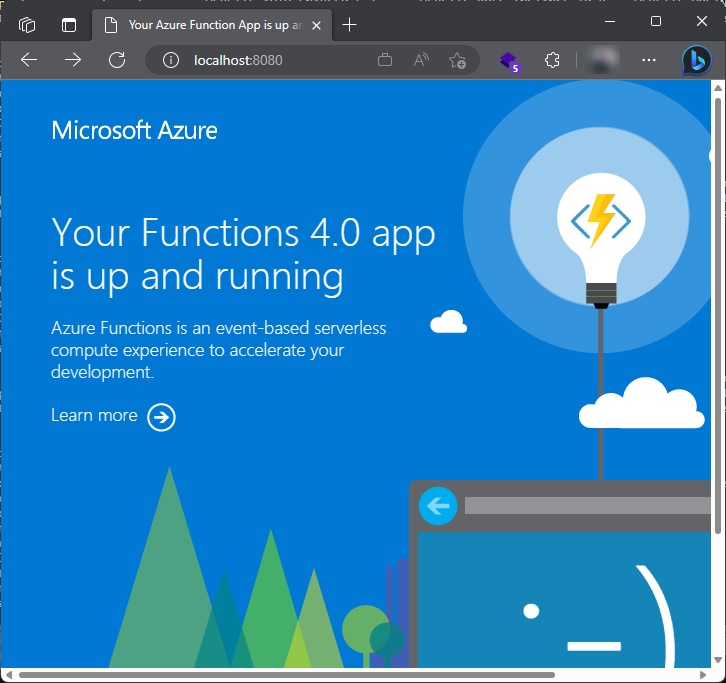 Your Azure Function App is up ar
localhost:8080
5
Microsoft Azure
Your Functions 4.0 app
is up and running
Azure Functions is an event-based serverless
compute experience to accelerate your
development.
Learn more